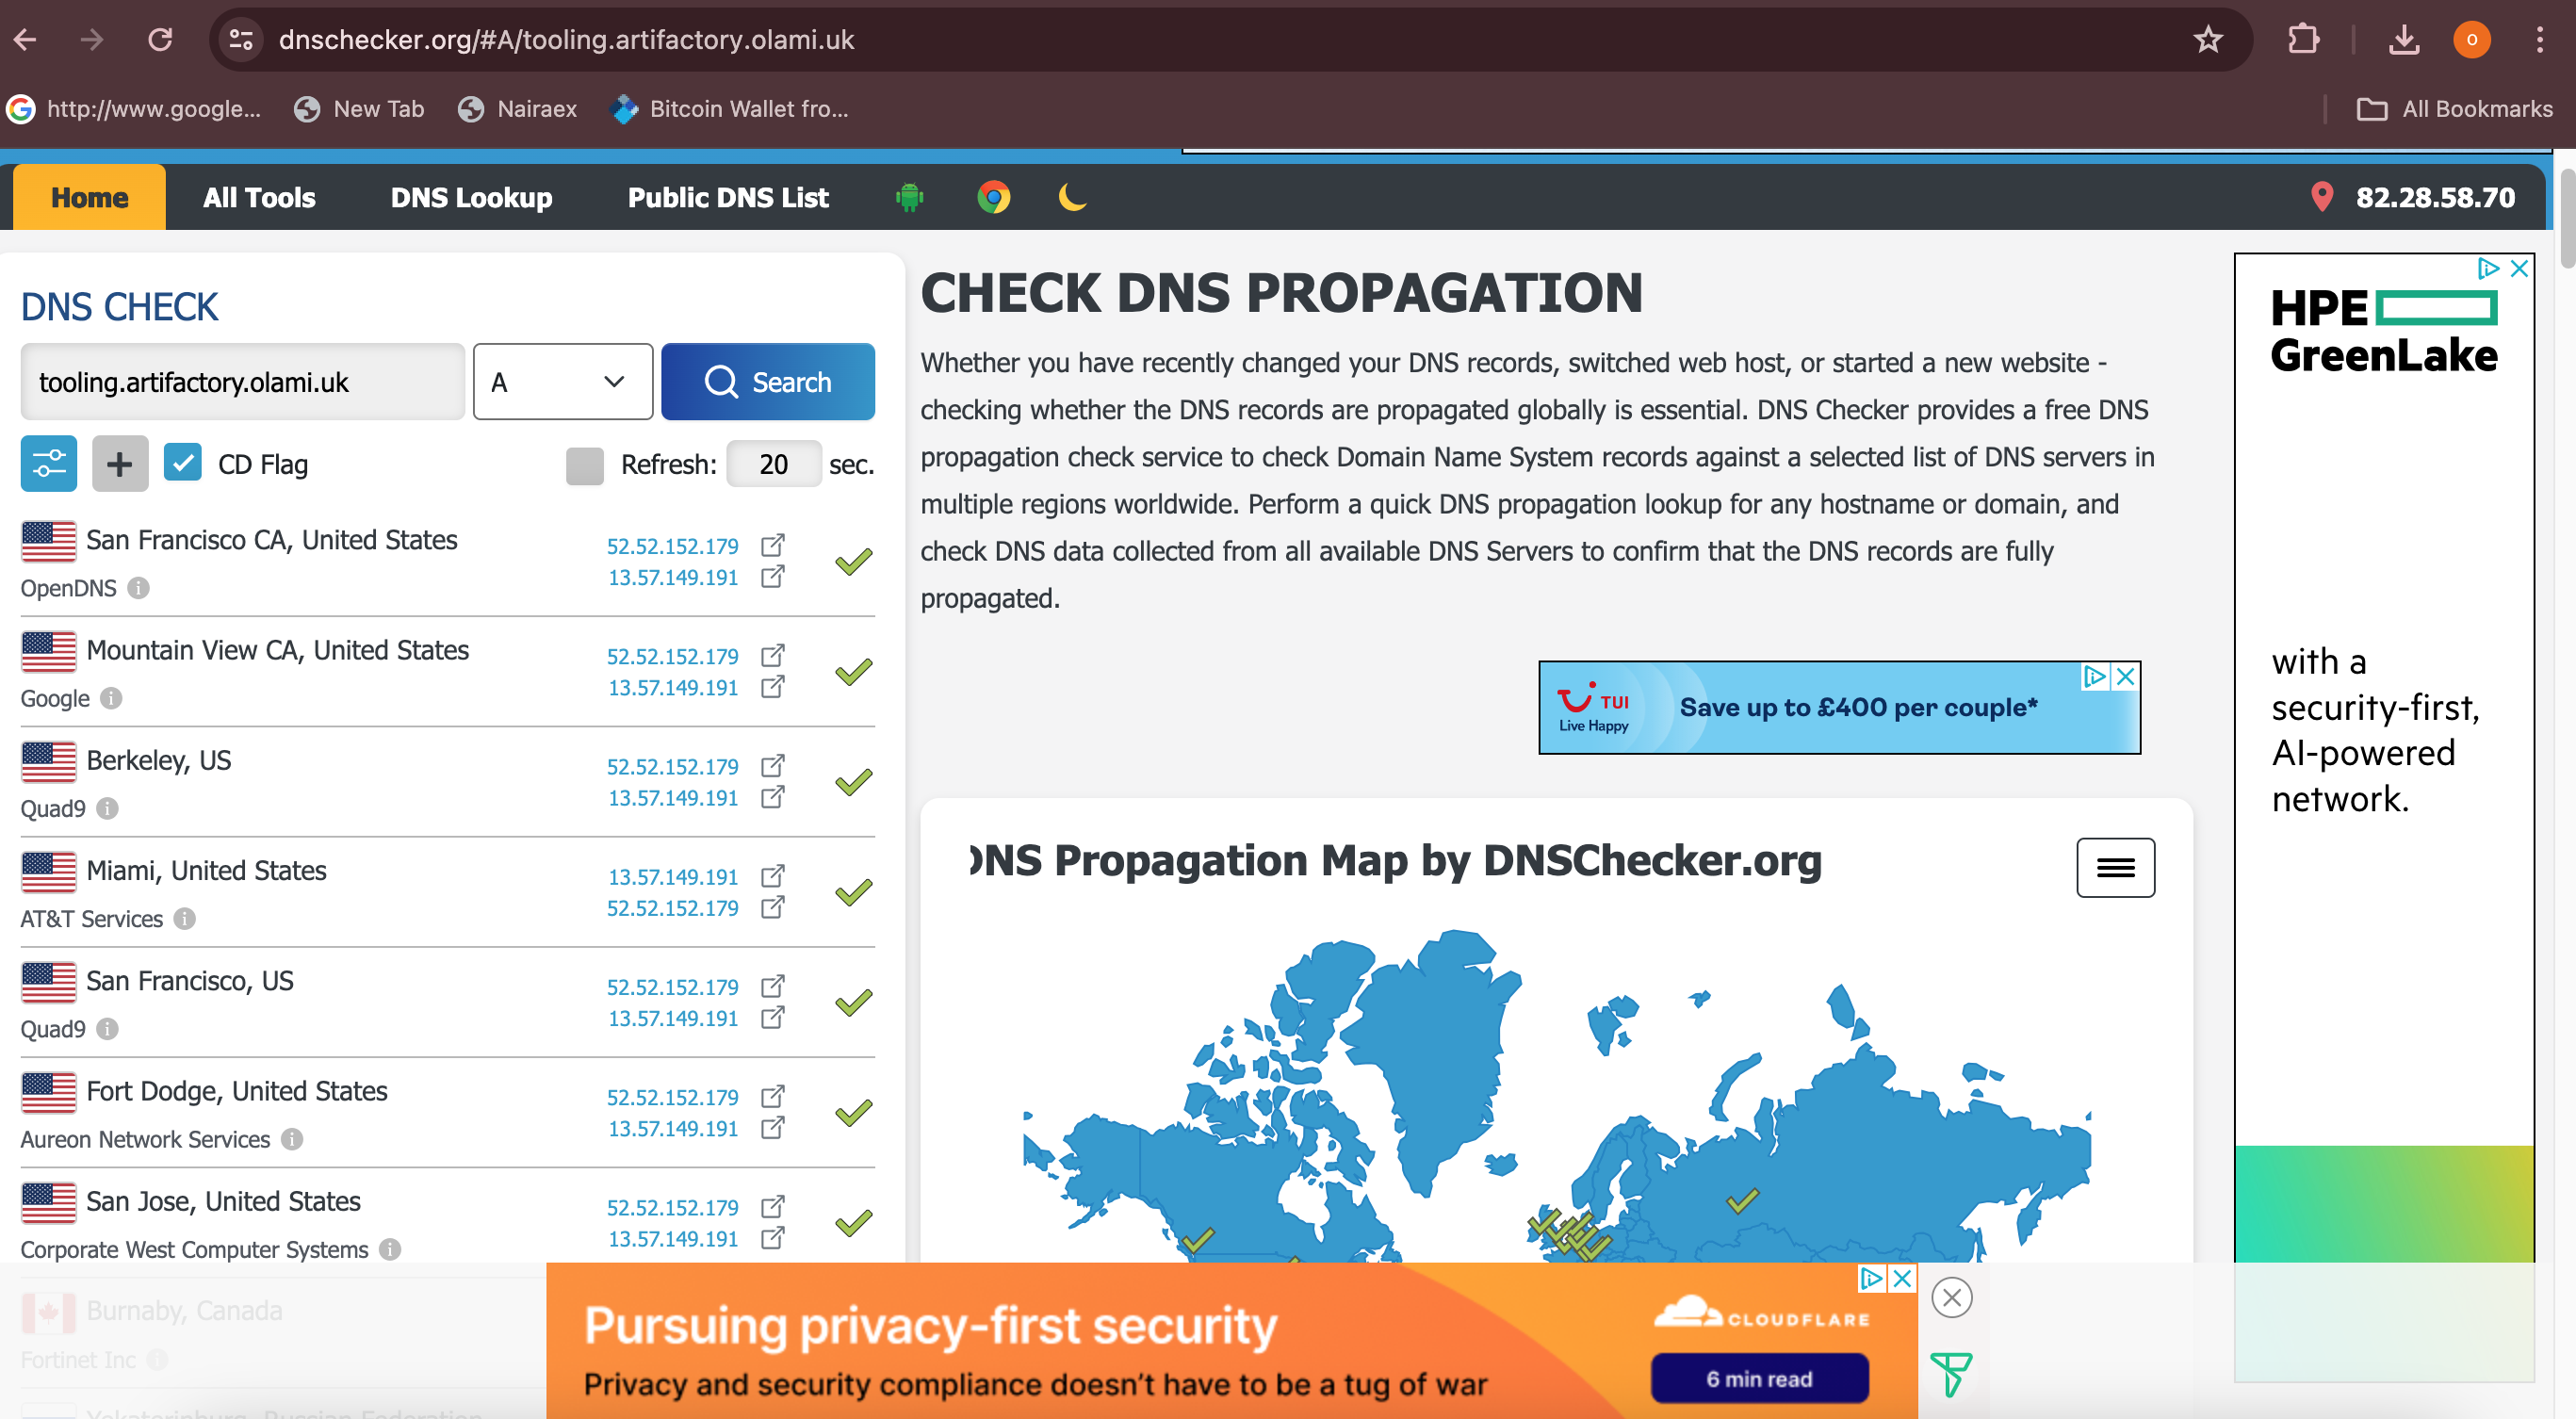 dnschecker.org/#A/tooling.artifactory.olami.uk
O
http://www.google...
New Tab
Nairaex
Bitcoin Wallet fro...
All Bookmarks
Home
All Tools
DNS Lookup
Public DNS List
82.28.58.70
DNS CHECK
tooling.artifactory.olami.uk
A
Search
CD Flag
Refresh:
20
sec.
San Francisco CA, United States
52.52.152.179
13.57.149.191
OpenDNS
Mountain View CA, United States
52.52.152.179
13.57.149.191
Google
Berkeley, US
52.52.152.179
13.57.149.191
Quad9
Miami, United States
13.57.149.191
52.52.152.179
AT&T Services
San Francisco, US
52.52.152.179
13.57.149.191
Quad9
Fort Dodge, United States
52.52.152.179
13.57.149.191
Aureon Network Services
San Jose, United States
52.52.152.179
13.57.149.191
Corporate West Computer Systems
Burnaby, Canada
Fortinet Inc
CHECK DNS PROPAGATION
Whether you have recently changed your DNS records, switched web host, or started a new website -
checking whether the DNS records are propagated globally is essential. DNS Checker provides a free DNS
propagation check service to check Domain Name System records against a selected list of DNS servers in
multiple regions worldwide. Perform a quick DNS propagation lookup for any hostname or domain, and
check DNS data collected from all available DNS Servers to confirm that the DNS records are fully
propagated.
TUI
Live Happy
Save up to £400 per couple*
DNS Propagation Map by DNSChecker.org
HPE
GreenLake
with a
security-first,
AI-powered
network.
Pursuing privacy-first security
Privacy and security compliance doesn't have to be a tug of war
CLOUDFLARE
6 min read